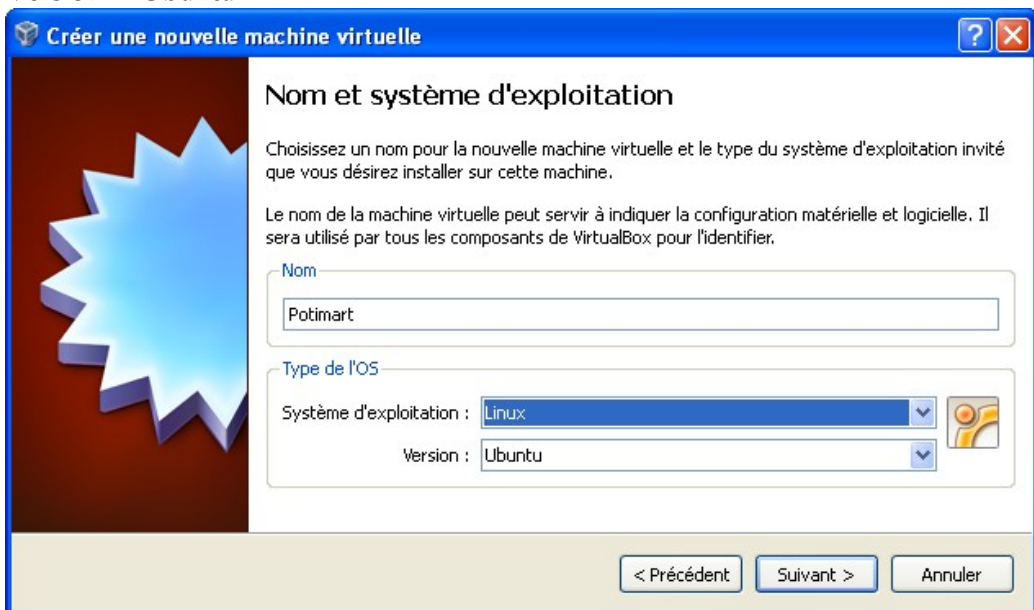 Créer une nouvelle machine virtuelle
Nom et système d'exploitation
Choisissez un nom pour la nouvelle machine virtuelle et le type du système d'exploitation invité
que vous désirez installer sur cette machine.
Le nom de la machine virtuelle peut servir à indiquer la configuration matérielle et logicielle. Il
sera utilisé par tous les composants de VirtualBox pour l'identifier.
Nom
Potimart
Type de l'OS
Système d'exploitation : Linux
Version : Ubuntu
< Précédent Suivant > Annuler